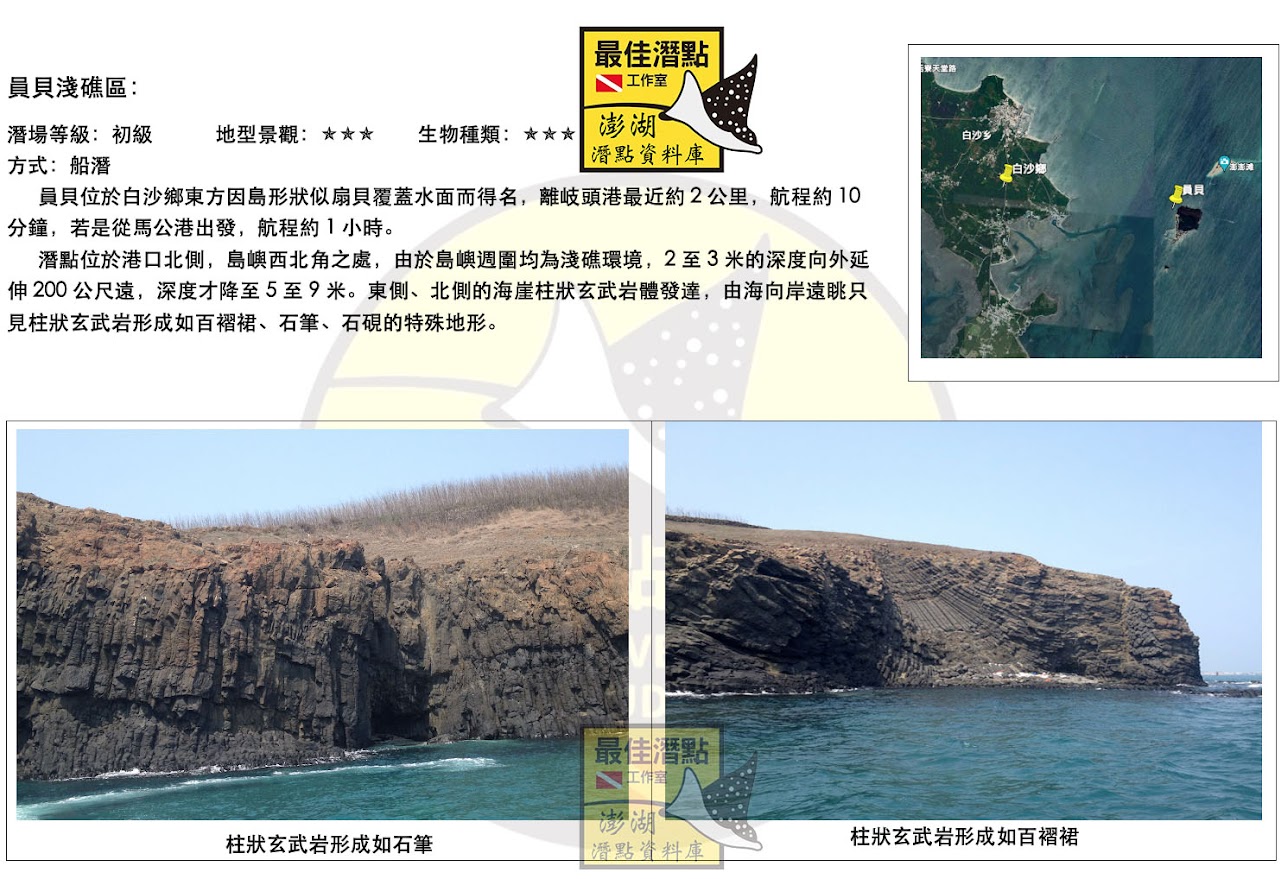 最佳潛點
工作室
澎湖
潛點資料庫
員貝淺礁區：
潛場等級：初級 地型景觀：★★★ 生物種類：★★★
方式：船潛
員貝位於白沙鄉東方因島形狀似扇貝覆蓋水面而得名，離岐頭港最近約 2 公里，航程約 10
分鐘，若是從馬公港出發，航程約 1 小時。
潛點位於港口北側，島嶼西北角之處，由於島嶼週圍均為淺礁環境，2 至 3 米的深度向外延
伸 200 公尺遠，深度才降至 5 至 9 米。東側、北側的海崖柱狀玄武岩體發達，由海向岸遠眺只
見柱狀玄武岩形成如百褶裙、石筆、石硯的特殊地形。
天堂路
白沙乡
白沙鄉
員貝
澎澎滩
最佳潛點
工作室
澎湖
潛點資料庫
柱狀玄武岩形成如石筆
柱狀玄武岩形成如百褶裙